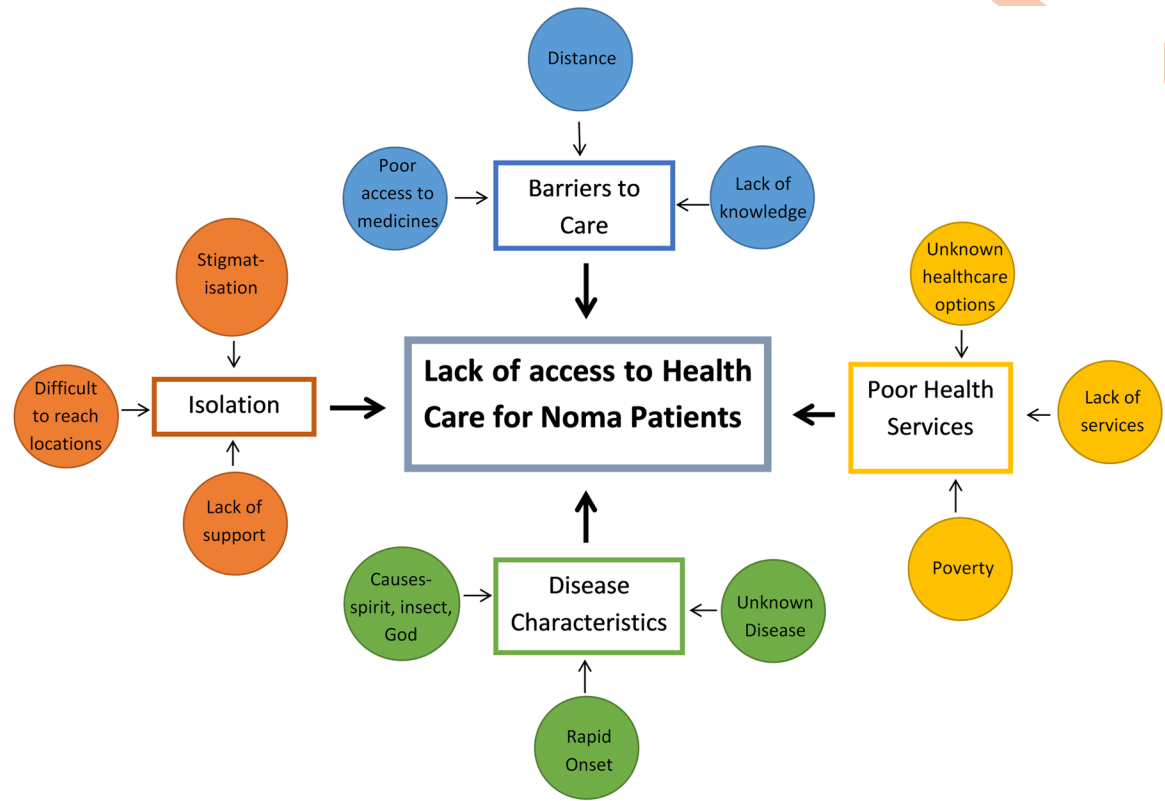 Distance
Poor
access to
medicines
Barriers to
Care
Lack of
knowledge
Stigmat-
isation
Unknown
healthcare
options
Difficult
to reach
locations
Isolation
Lack of access to Health
Care for Noma Patients
Poor Health
Services
Lack of
services
Lack of
support
Poverty
Causes-
spirit, insect,
God
Disease
Characteristics
Unknown
Disease
Rapid
Onset